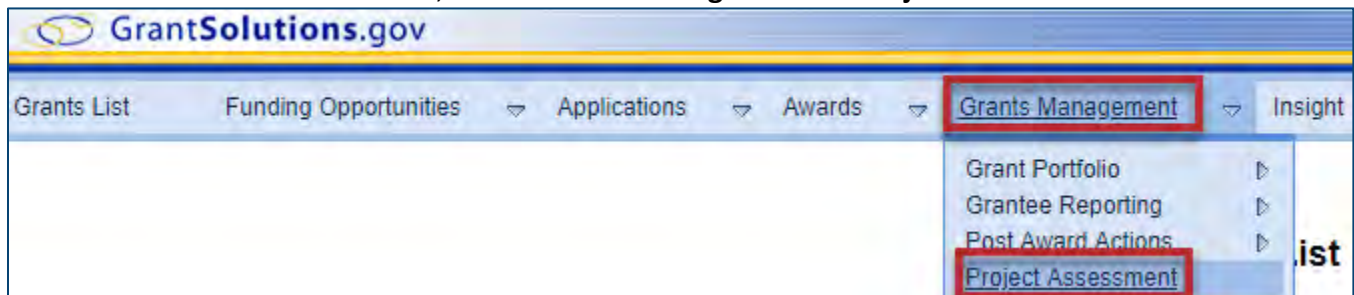 GrantSolutions.gov
Grants List Funding Opportunities Applications Awards Grants Management Insight
Grant Portfolio
Grantee Reporting
Post Award Actions
List
Project Assessment